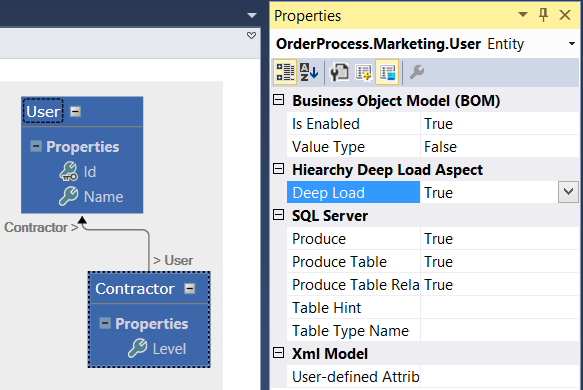 Properties
OrderProcess.Marketing.User Entity
Business Object Model (BOM)
Is Enabled True
Value Type False
Hiearchy Deep Load Aspect
Deep Load True
SQL Server
Produce True
Produce Table True
Produce Table Rela True
Table Hint
Table Type Name
Xml Model
User-defined Attrib
User
Properties
Id
Name
Contractor >
> User
Contractor
Properties
Level